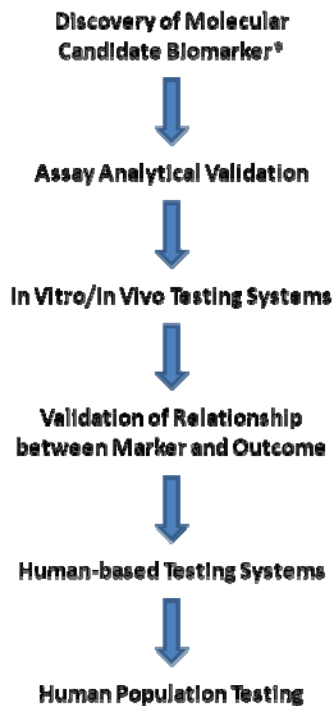 Discovery of Molecular
Candidate Biomarker*
Assay Analytical Validation
In Vitro/In Vivo Testing Systems
Validation of Relationship
between Marker and Outcome
Human-based Testing Systems
Human Population Testing